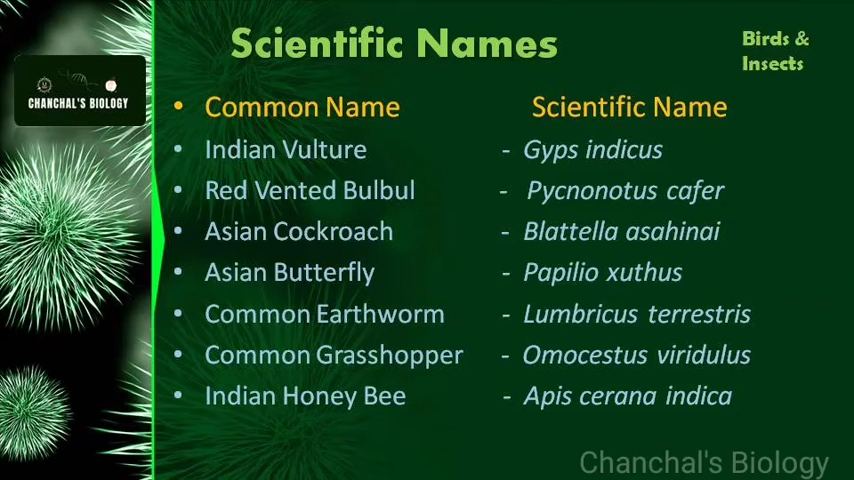 Scientific Names
Birds &
Insects
CHANCHAL'S BIOLOGY
• Common Name Scientific Name
• Indian Vulture - Gyps indicus
• Red Vented Bulbul - Pycnonotus cafer
• Asian Cockroach - Blattella asahinai
• Asian Butterfly - Papilio xuthus
• Common Earthworm - Lumbricus terrestris
• Common Grasshopper - Omocestus viridulus
• Indian Honey Bee - Apis cerana indica
Chanchal's Biology